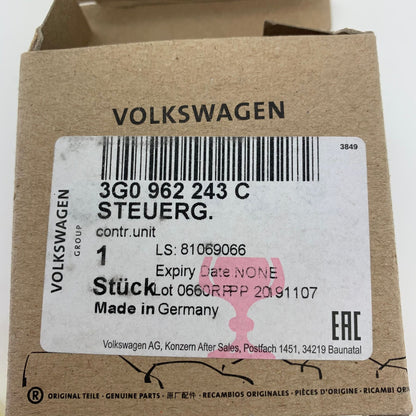 VOLKSWAGEN
3849
3G0 962 243 C
STEUERG.
contr.unit
1
LS: 81069066
Expiry Date NONE
Stück
Lot 0660RPPP 20191107
Made in Germany
Volkswagen AG, Konzern After Sales, Postfach 1451, 34219 Baunatal
VOLKSWAGEN
GROUP
EAC
® ORIGINAL TEILE · GENUINE PARTS · 原厂配件 · RECAMBIOS ORIGINALES · PIÈCES D'ORIGINE · RICAMBI ORI